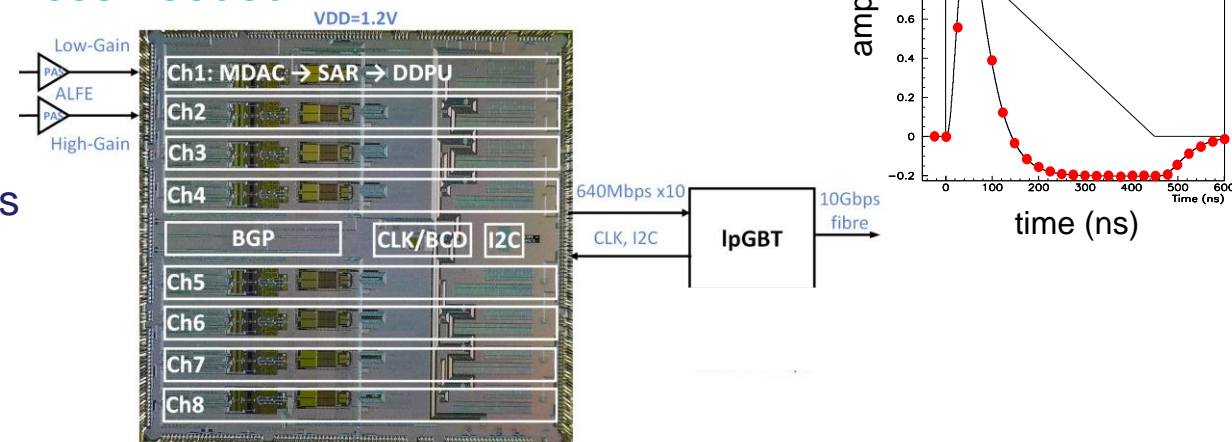 VDD=1.2V
Low-Gain
PAS
ALFE
PAS
High-Gain
Ch1: MDAC → SAR → DDPU
Ch2
Ch3
Ch4
BGP
CLK/BCD
I2C
Ch5
Ch6
Ch7
Ch8
s
640Mbps x10
CLK, I2C
lpGBT
10Gbps
fibre
amp
0.6
0.4
0.2
0
−0.2
0 100 200 300 400 500 600
Time (ns)
time (ns)